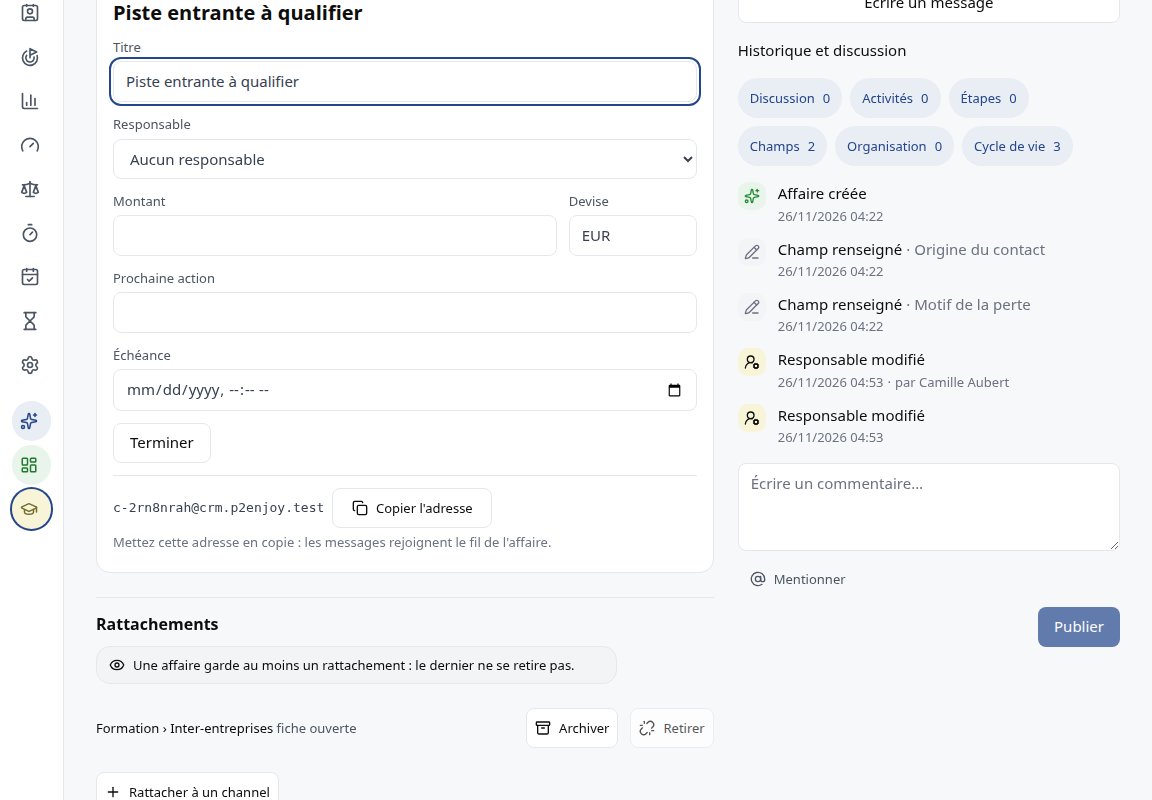 Piste entrante à qualifier
Titre
Piste entrante à qualifier
Responsable
Aucun responsable
Montant
Devise
EUR
Prochaine action
Échéance
mm/dd/yyyy, --:-- --
Terminer
c-2rn8nrah@crm.p2enjoy.test
Copier l'adresse
Mettez cette adresse en copie : les messages rejoignent le fil de l'affaire.
Rattachements
Une affaire garde au moins un rattachement : le dernier ne se retire pas.
Formation › Inter-entreprises fiche ouverte
Archiver
Retirer
Rattacher à un channel
Écrire un message
Historique et discussion
Discussion 0
Activités 0
Étapes 0
Champs 2
Organisation 0
Cycle de vie 3
Affaire créée
26/11/2026 04:22
Champ renseigné · Origine du contact
26/11/2026 04:22
Champ renseigné · Motif de la perte
26/11/2026 04:22
Responsable modifié
26/11/2026 04:53 · par Camille Aubert
Responsable modifié
26/11/2026 04:53
Écrire un commentaire...
Mentionner
Publier